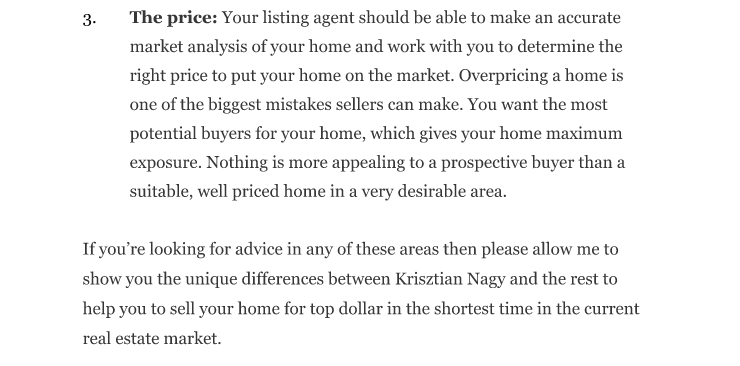 3. The price: Your listing agent should be able to make an accurate
market analysis of your home and work with you to determine the
right price to put your home on the market. Overpricing a home is
one of the biggest mistakes sellers can make. You want the most
potential buyers for your home, which gives your home maximum
exposure. Nothing is more appealing to a prospective buyer than a
suitable, well priced home in a very desirable area.
If you’re looking for advice in any of these areas then please allow me to
show you the unique differences between Krisztian Nagy and the rest to
help you to sell your home for top dollar in the shortest time in the current
real estate market.